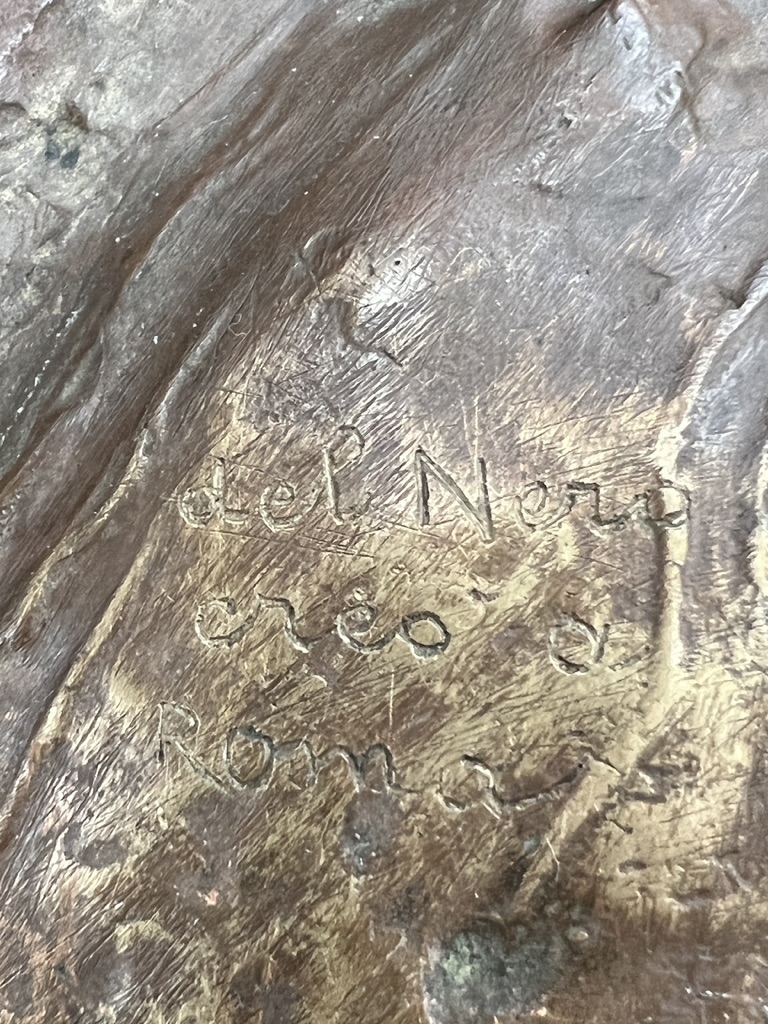 del Nero
creò a
Roma